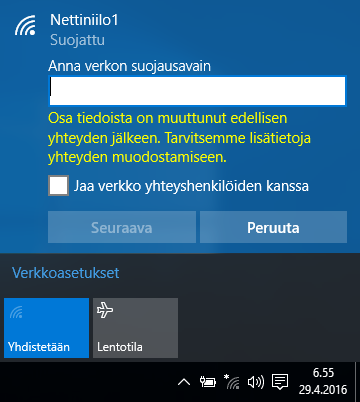 Nettiniilo1
Suojattu
Anna verkon suojausavain
Osa tiedoista on muuttunut edellisen
yhteyden jälkeen. Tarvitsemme lisätietoja
yhteyden muodostamiseen.
Jaa verkko yhteyshenkilöiden kanssa
Seuraava
Peruuta
Verkkoasetukset
Yhdistetään
Lentotila
6.55
29.4.2016